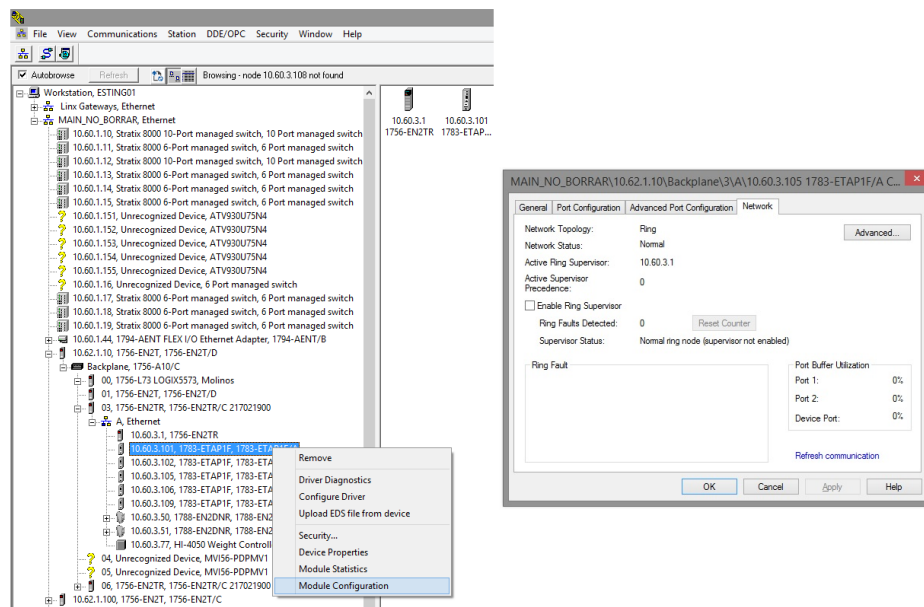 File View Communications Station DDE/OPC Security Window Help
Autobrowse Refresh Browsing - node 10.60.3.108 not found
Workstation, ESTING01
Linx Gateways, Ethernet
MAIN_NO_BORRAR, Ethernet
10.60.1.10, Stratix 8000 10-Port managed switch, 10 Port managed switch
10.60.1.11, Stratix 8000 6-Port managed switch, 6 Port managed switch
10.60.1.12, Stratix 8000 10-Port managed switch, 10 Port managed switch
10.60.1.13, Stratix 8000 6-Port managed switch, 6 Port managed switch
10.60.1.14, Stratix 8000 6-Port managed switch, 6 Port managed switch
10.60.1.15, Stratix 8000 6-Port managed switch, 6 Port managed switch
10.60.1.151, Unrecognized Device, ATV930U75N4
10.60.1.152, Unrecognized Device, ATV930U75N4
10.60.1.153, Unrecognized Device, ATV930U75N4
10.60.1.154, Unrecognized Device, ATV930U75N4
10.60.1.155, Unrecognized Device, ATV930U75N4
10.60.1.16, Unrecognized Device, 6 Port managed switch
10.60.1.17, Stratix 8000 6-Port managed switch, 6 Port managed switch
10.60.1.18, Stratix 8000 6-Port managed switch, 6 Port managed switch
10.60.1.19, Stratix 8000 6-Port managed switch, 6 Port managed switch
10.60.1.44, 1794-AENT FLEX I/O Ethernet Adapter, 1794-AENT/B
10.62.1.10, 1756-EN2T, 1756-EN2T/D
Backplane, 1756-A10/C
00, 1756-L73 LOGIX5573, Molinos
01, 1756-EN2T, 1756-EN2T/D
03, 1756-EN2TR, 1756-EN2TR/C 217021900
A, Ethernet
10.60.3.1, 1756-EN2TR
10.60.3.101, 1783-ETAP1F, 1783-ETAP1F/A
10.60.3.102, 1783-ETAP1F, 1783-ETA
10.60.3.105, 1783-ETAP1F, 1783-ETA
10.60.3.106, 1783-ETAP1F, 1783-ETA
10.60.3.109, 1783-ETAP1F, 1783-ETA
10.60.3.50, 1788-EN2DNR, 1788-EN2
10.60.3.51, 1788-EN2DNR, 1788-EN2
10.60.3.77, HI-4050 Weight Controll
04, Unrecognized Device, MVI56-PDPMV1
05, Unrecognized Device, MVI56-PDPMV1
06, 1756-EN2TR, 1756-EN2TR/C 217021900
10.62.1.100, 1756-EN2T, 1756-EN2T/C
10.60.3.1 10.60.3.101
1756-EN2TR 1783-ETAP...
Remove
Driver Diagnostics
Configure Driver
Upload EDS file from device
Security...
Device Properties
Module Statistics
Module Configuration
MAIN_NO_BORRAR\10.62.1.10\Backplane\3\A\10.60.3.105 1783-ETAP1F/A C...
General Port Configuration Advanced Port Configuration Network
Network Topology: Ring Advanced...
Network Status: Normal
Active Ring Supervisor: 10.60.3.1
Active Supervisor
Precedence: 0
Enable Ring Supervisor
Ring Faults Detected: 0 Reset Counter
Supervisor Status: Normal ring node (supervisor not enabled)
Ring Fault
Port Buffer Utilization
Port 1: 0%
Port 2: 0%
Device Port: 0%
Refresh communication
OK Cancel Apply Help